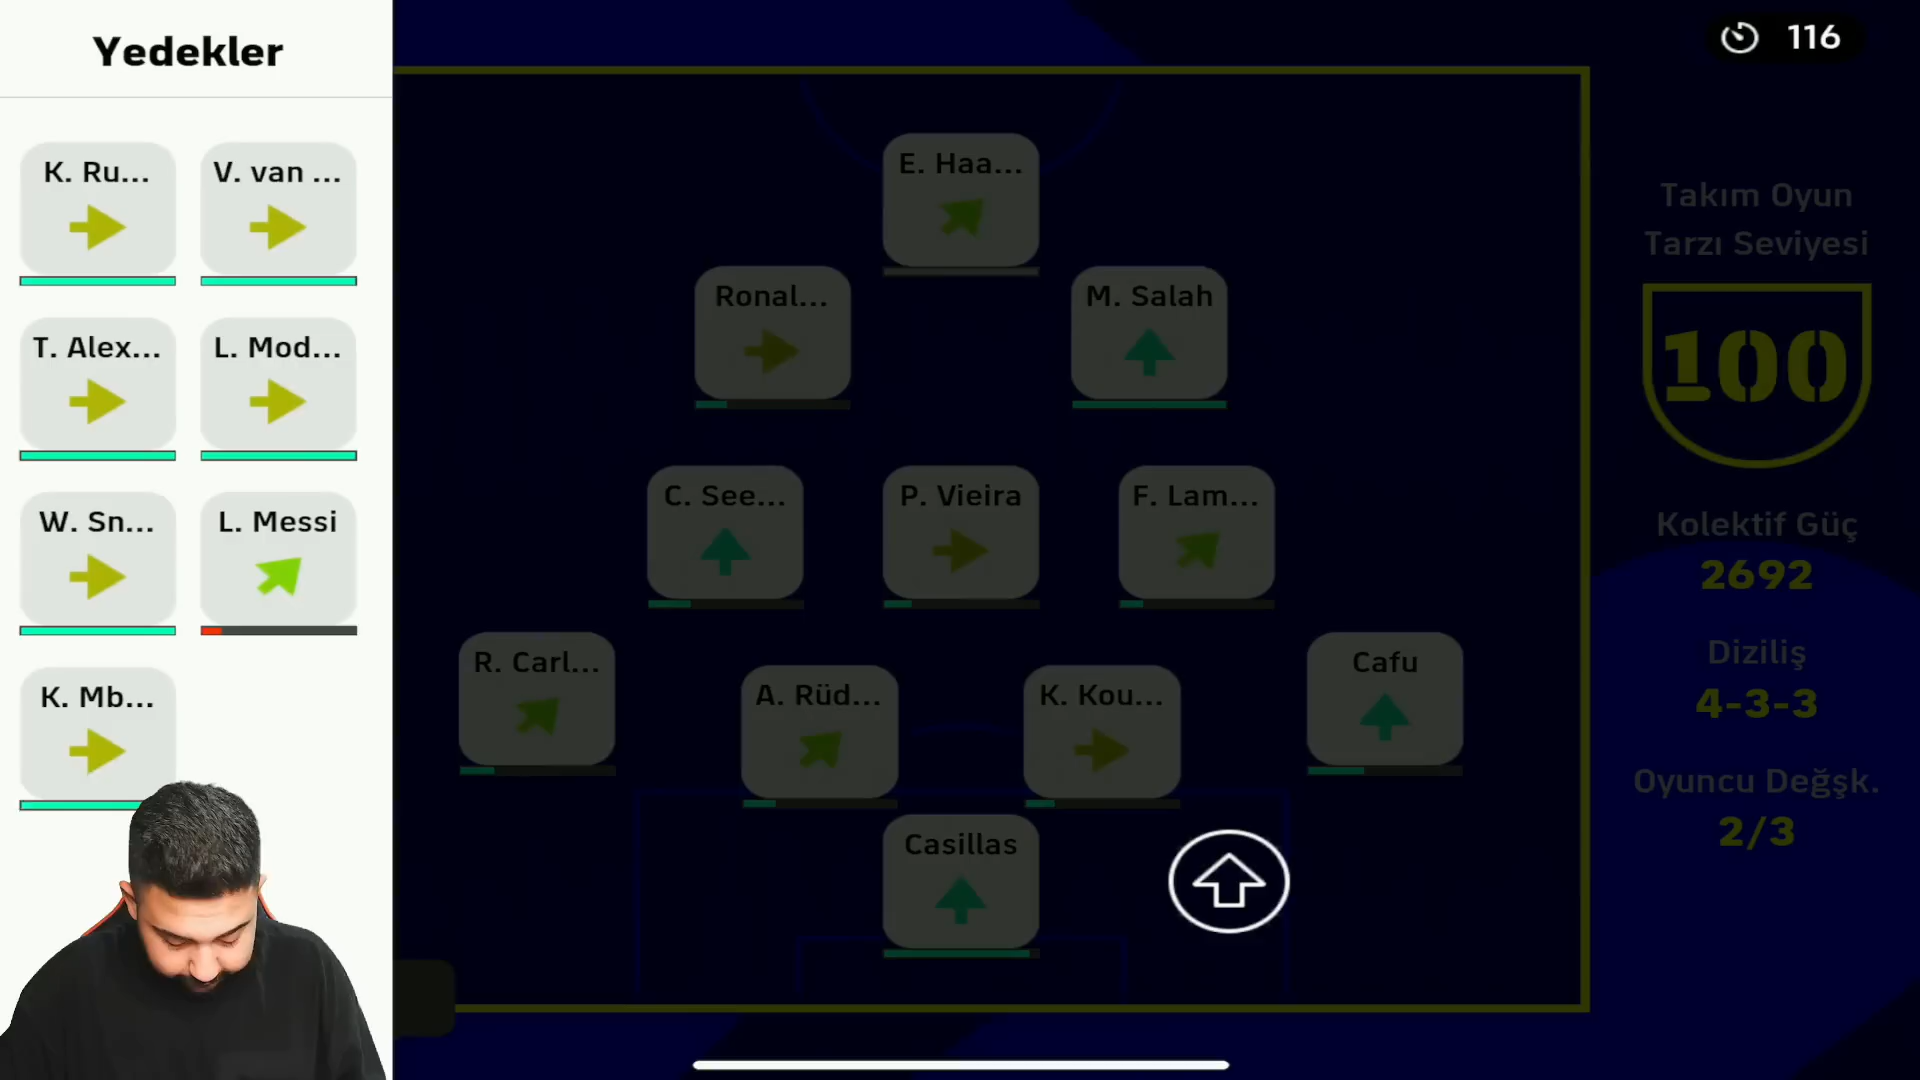 Yedekler
K. Ru...
V. van ...
T. Alex...
L. Mod...
W. Sn...
L. Messi
K. Mb...
116
E. Haa...
Ronal...
M. Salah
C. See...
P. Vieira
F. Lam...
R. Carl...
A. Rüd...
K. Kou...
Cafu
Casillas
Takım Oyun
Tarzı Seviyesi
100
Kolektif Güç
2692
Diziliş
4-3-3
Oyuncu Değşk.
2/3